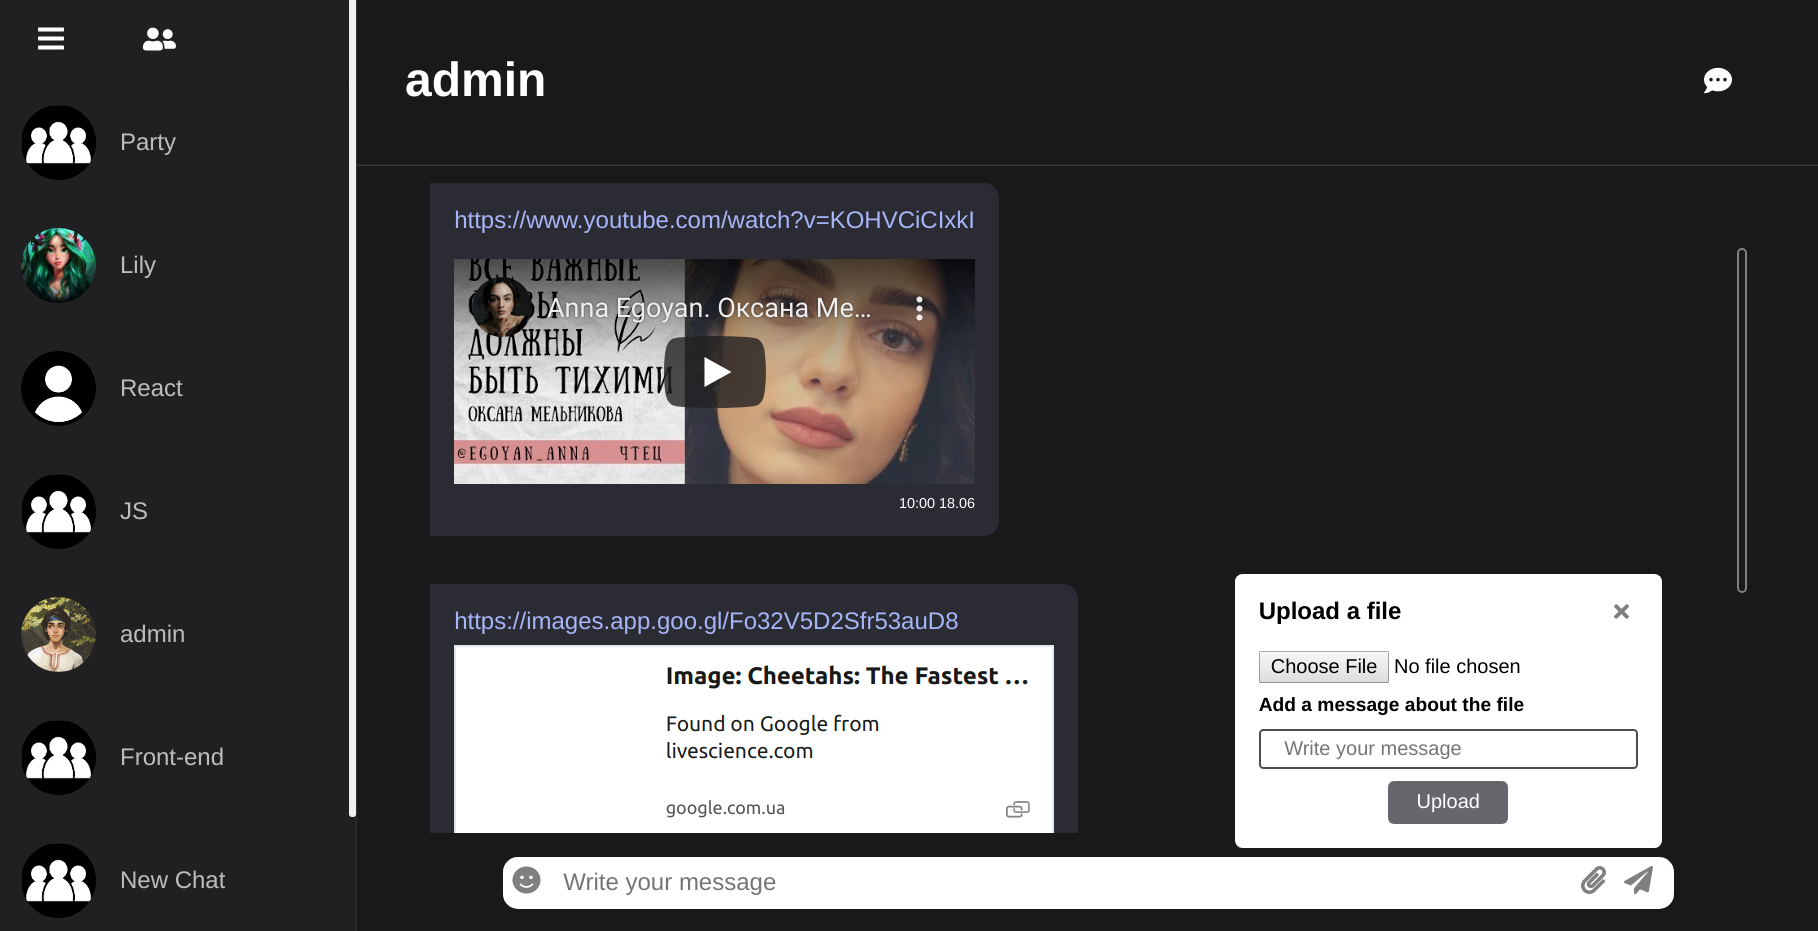 Party
Lily
React
JS
admin
Front-end
New Chat
admin
https://www.youtube.com/watch?v=KOHVCiCIxkI
ВСЕ ВАЖНЫЕ
Anna Egoyan. Оксана Ме...
ДОЛЖНЫ
БЫТЬ ТИХИМИ
ОКСАНА МЕЛЬНИКОВА
@EGOYAN_ANNA ЧТЕЦ
10:00 18.06
https://images.app.goo.gl/Fo32V5D2Sfr53auD8
Image: Cheetahs: The Fastest ...
Found on Google from
livescience.com
google.com.ua
Upload a file
Choose File No file chosen
Add a message about the file
Write your message
Upload
Write your message